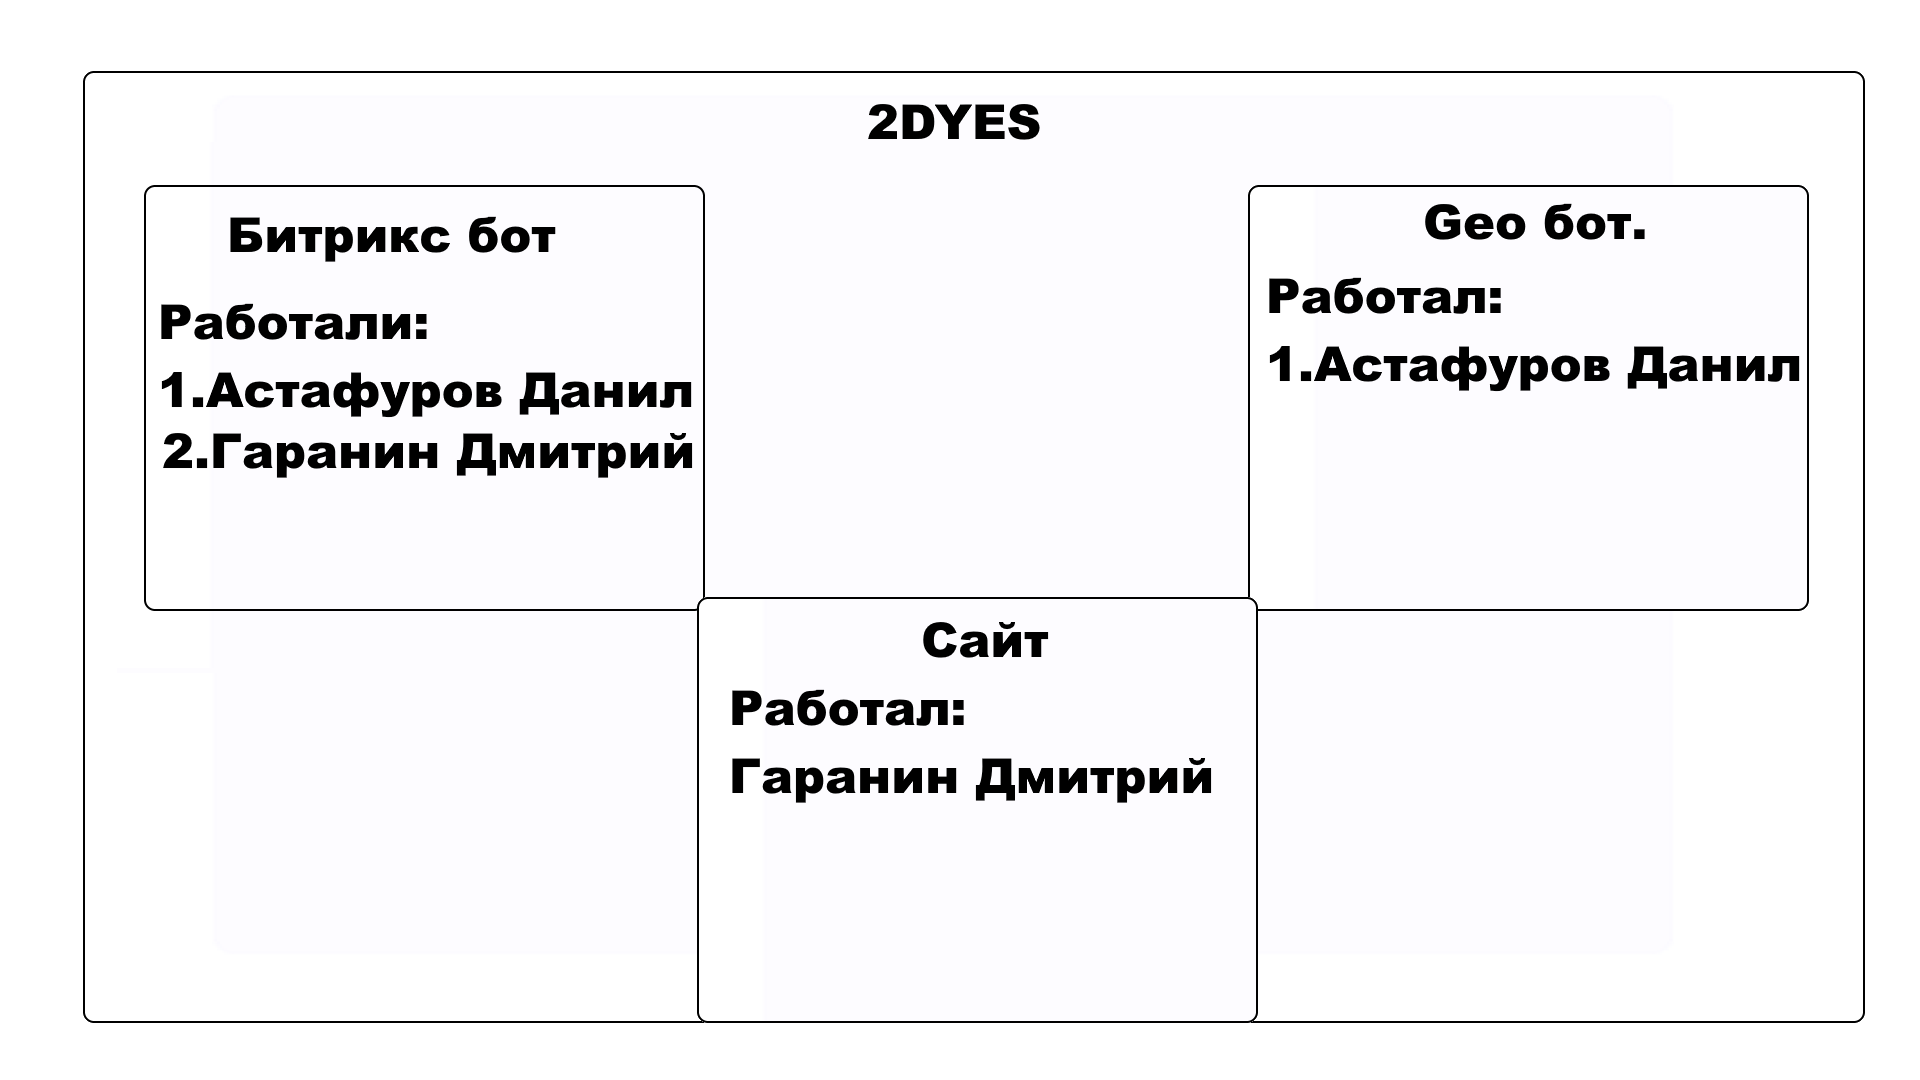 2DYES
Битрикс бот
Работали:
1.Астафуров Данил
2.Гаранин Дмитрий
Geo бот.
Работал:
1.Астафуров Данил
Сайт
Работал:
Гаранин Дмитрий